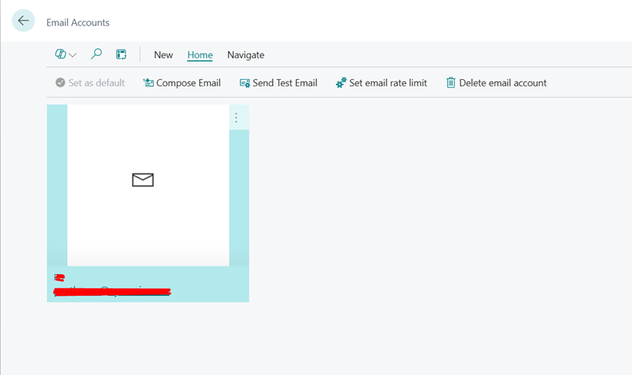 Email Accounts
New Home Navigate
Set as default Compose Email Send Test Email Set email rate limit Delete email account